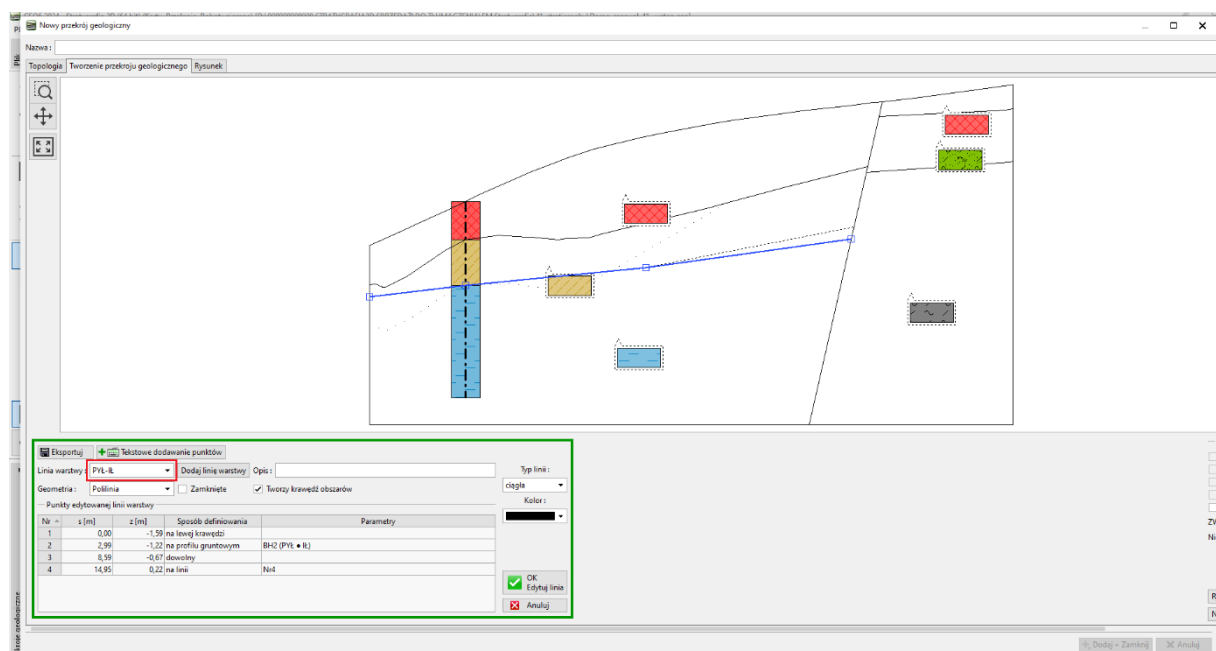 Nowy przekrój geologiczny
Nazwa :
Topologia Tworzenie przekroju geologicznego Rysunek
Eksportuj Tekstowe dodawanie punktów
Linia warstwy : PYŁ-IŁ Dodaj linię warstwy Opis : Typ linii :
Geometria : Polilinia Zamknięte Tworzy krawędź obszarów ciągła
Kolor :
Punkty edytowanej linii warstwy
Nr s [m] z [m] Sposób definiowania Parametry
1 0,00 -1,59 na lewej krawędzi
2 2,99 -1,22 na profilu gruntowym BH2 (PYŁ ● IŁ)
3 8,59 -0,67 dowolny
4 14,95 0,22 na linii Nr4
OK
Edytuj linia
Anuluj
Dodaj + Zamknij Anuluj